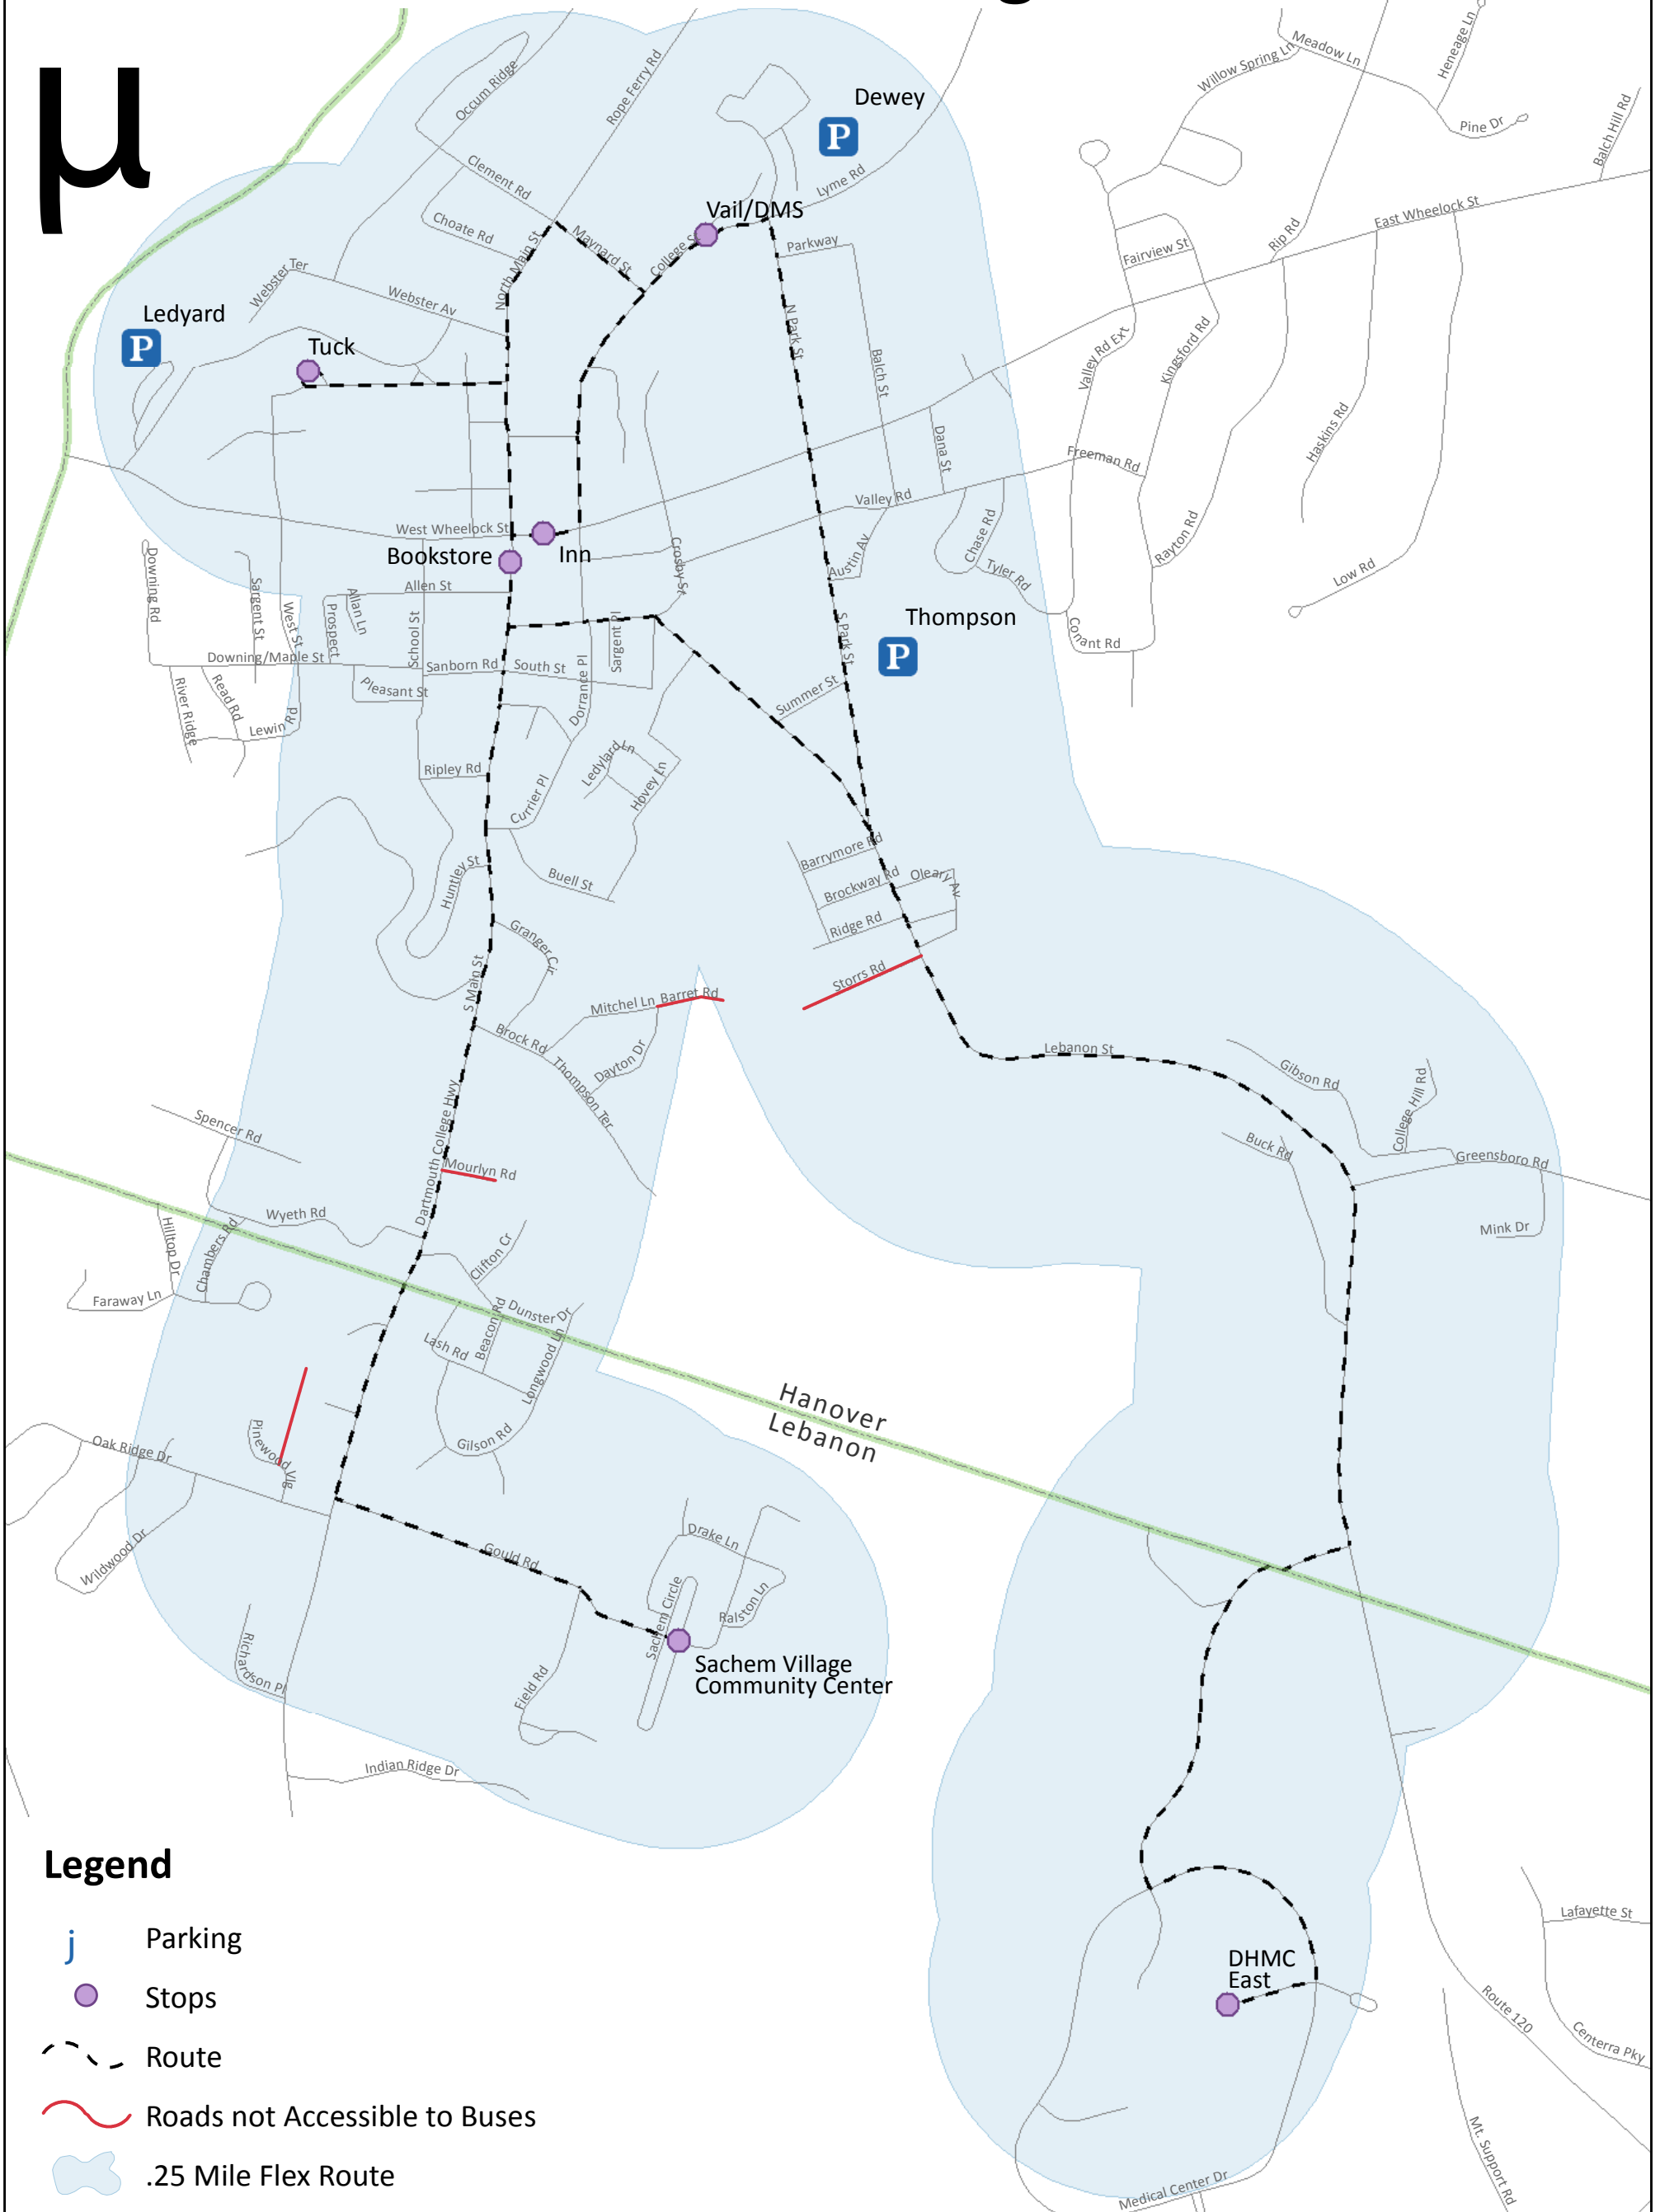 µ
Meadow Ln
Heneage Ln
Willow Spring Ln
Pine Dr
Balch Hill Rd
Occum Ridge
Rope Ferry Rd
Dewey
P
Clement Rd
Lyme Rd
Vail/DMS
Choate Rd
Maynard St
College St
North Main St
Parkway
East Wheelock St
Rip Rd
Fairview St
Webster Ter
Webster Av
Ledyard
P
Tuck
N Park St
Balch St
Valley Rd Ext
Kingsford Rd
Haskins Rd
Dana St
Freeman Rd
Valley Rd
West Wheelock St
Bookstore
Inn
Crosby St
Austin Av
Chase Rd
Tyler Rd
Rayton Rd
Low Rd
Downing Rd
Sargent St
West St
Prospect
Allan Ln
Allen St
School St
Sargent Pl
S Park St
Thompson
P
Conant Rd
Downing/Maple St
Sanborn Rd
South St
Pleasant St
Dorrance Pl
Summer St
River Ridge
Read Rd
Lewin Rd
Ripley Rd
Ledylard Ln
Hovey Ln
Currier Pl
Huntley St
Buell St
Barrymore Rd
Brockway Rd
Oleary Av
Ridge Rd
Granger Cir
S Main St
Storrs Rd
Mitchel Ln
Barret Rd
Brock Rd
Dayton Dr
Thompson Ter
Lebanon St
Gibson Rd
College Hill Rd
Buck Rd
Greensboro Rd
Mink Dr
Spencer Rd
Dartmouth College Hwy
Mourlyn Rd
Wyeth Rd
Hilltop Dr
Chambers Rd
Clifton Cr
Faraway Ln
Dunster Dr
Lash Rd
Beacon Rd
Longwood Ln
Hanover
Lebanon
Gilson Rd
Pinewood Vlg
Oak Ridge Dr
Wildwood Dr
Gould Rd
Drake Ln
Sachem Circle
Ralston Ln
Sachem Village
Community Center
Richardson Pl
Field Rd
Indian Ridge Dr
DHMC
East
Lafayette St
Route 120
Centerra Pky
Mt. Support Rd
Medical Center Dr
Legend
j Parking
Stops
Route
Roads not Accessible to Buses
.25 Mile Flex Route